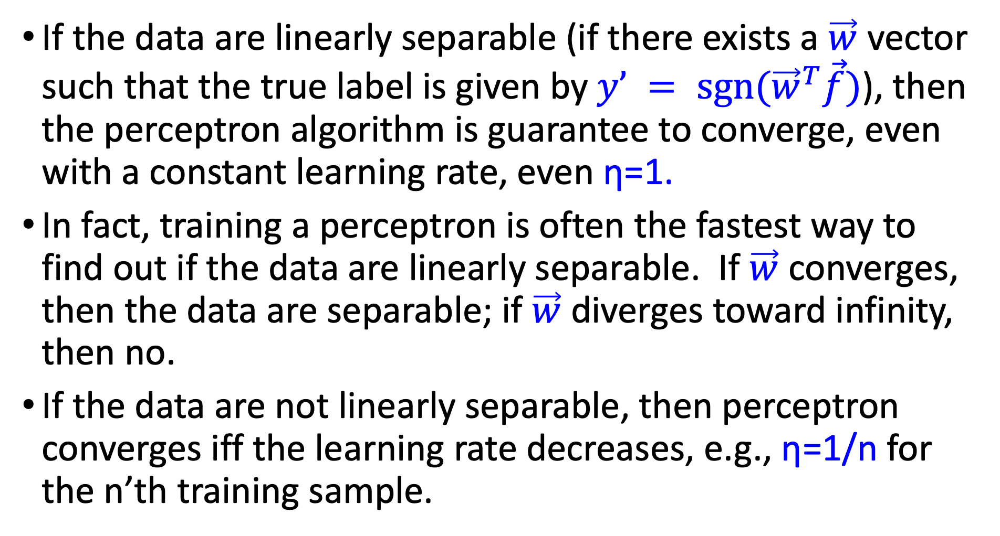 • If the data are linearly separable (if there exists a $\vec{w}$ vector
such that the true label is given by $y’ = \text{sgn}(\vec{w}^T \vec{f})$), then
the perceptron algorithm is guarantee to converge, even
with a constant learning rate, even η=1.
• In fact, training a perceptron is often the fastest way to
find out if the data are linearly separable. If $\vec{w}$ converges,
then the data are separable; if $\vec{w}$ diverges toward infinity,
then no.
• If the data are not linearly separable, then perceptron
converges iff the learning rate decreases, e.g., η=1/n for
the n’th training sample.